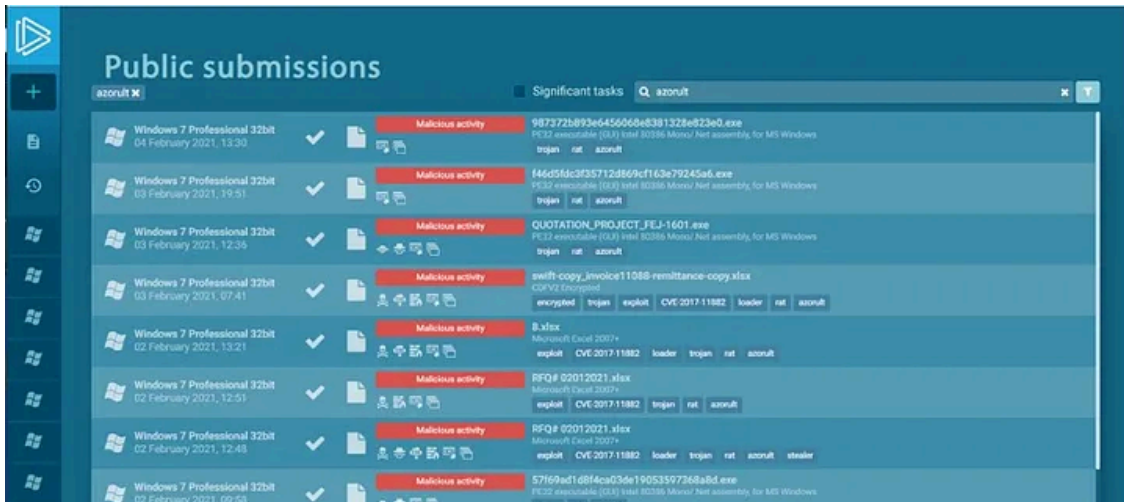 Public submissions
azorult ✖
Significant tasks
azorult
Windows 7 Professional 32bit
04 February 2021, 13:30
Malicious activity
987372b893e6456068e8381328e823e0.exe
PE32 executable (GUI) Intel 80386 Mono/.Net assembly, for MS Windows
trojan rat azorult
Windows 7 Professional 32bit
03 February 2021, 19:51
Malicious activity
f46d5fdc3f35712d869cf163e79245a6.exe
PE32 executable (GUI) Intel 80386 Mono/.Net assembly, for MS Windows
trojan rat azorult
Windows 7 Professional 32bit
03 February 2021, 12:36
Malicious activity
QUOTATION_PROJECT_FEJ-1601.exe
PE32 executable (GUI) Intel 80386 Mono/.Net assembly, for MS Windows
trojan rat azorult
Windows 7 Professional 32bit
03 February 2021, 07:41
Malicious activity
swift-copy_invoice11088-remittance-copy.xlsx
CDFV2 Encrypted
encrypted trojan exploit CVE-2017-11882 loader rat azorult
Windows 7 Professional 32bit
02 February 2021, 13:21
Malicious activity
B.xlsx
Microsoft Excel 2007+
exploit CVE-2017-11882 loader trojan rat azorult
Windows 7 Professional 32bit
02 February 2021, 12:51
Malicious activity
RFQ# 02012021.xlsx
Microsoft Excel 2007+
exploit CVE-2017-11882 trojan rat azorult
Windows 7 Professional 32bit
02 February 2021, 12:48
Malicious activity
RFQ# 02012021.xlsx
Microsoft Excel 2007+
exploit CVE-2017-11882 loader trojan rat azorult stealer
Windows 7 Professional 32bit
02 February 2021, 09:58
Malicious activity
57f69ad1d8f4ca03de19053597368a8d.exe
PE32 executable (GUI) Intel 80386 Mono/.Net assembly, for MS Windows